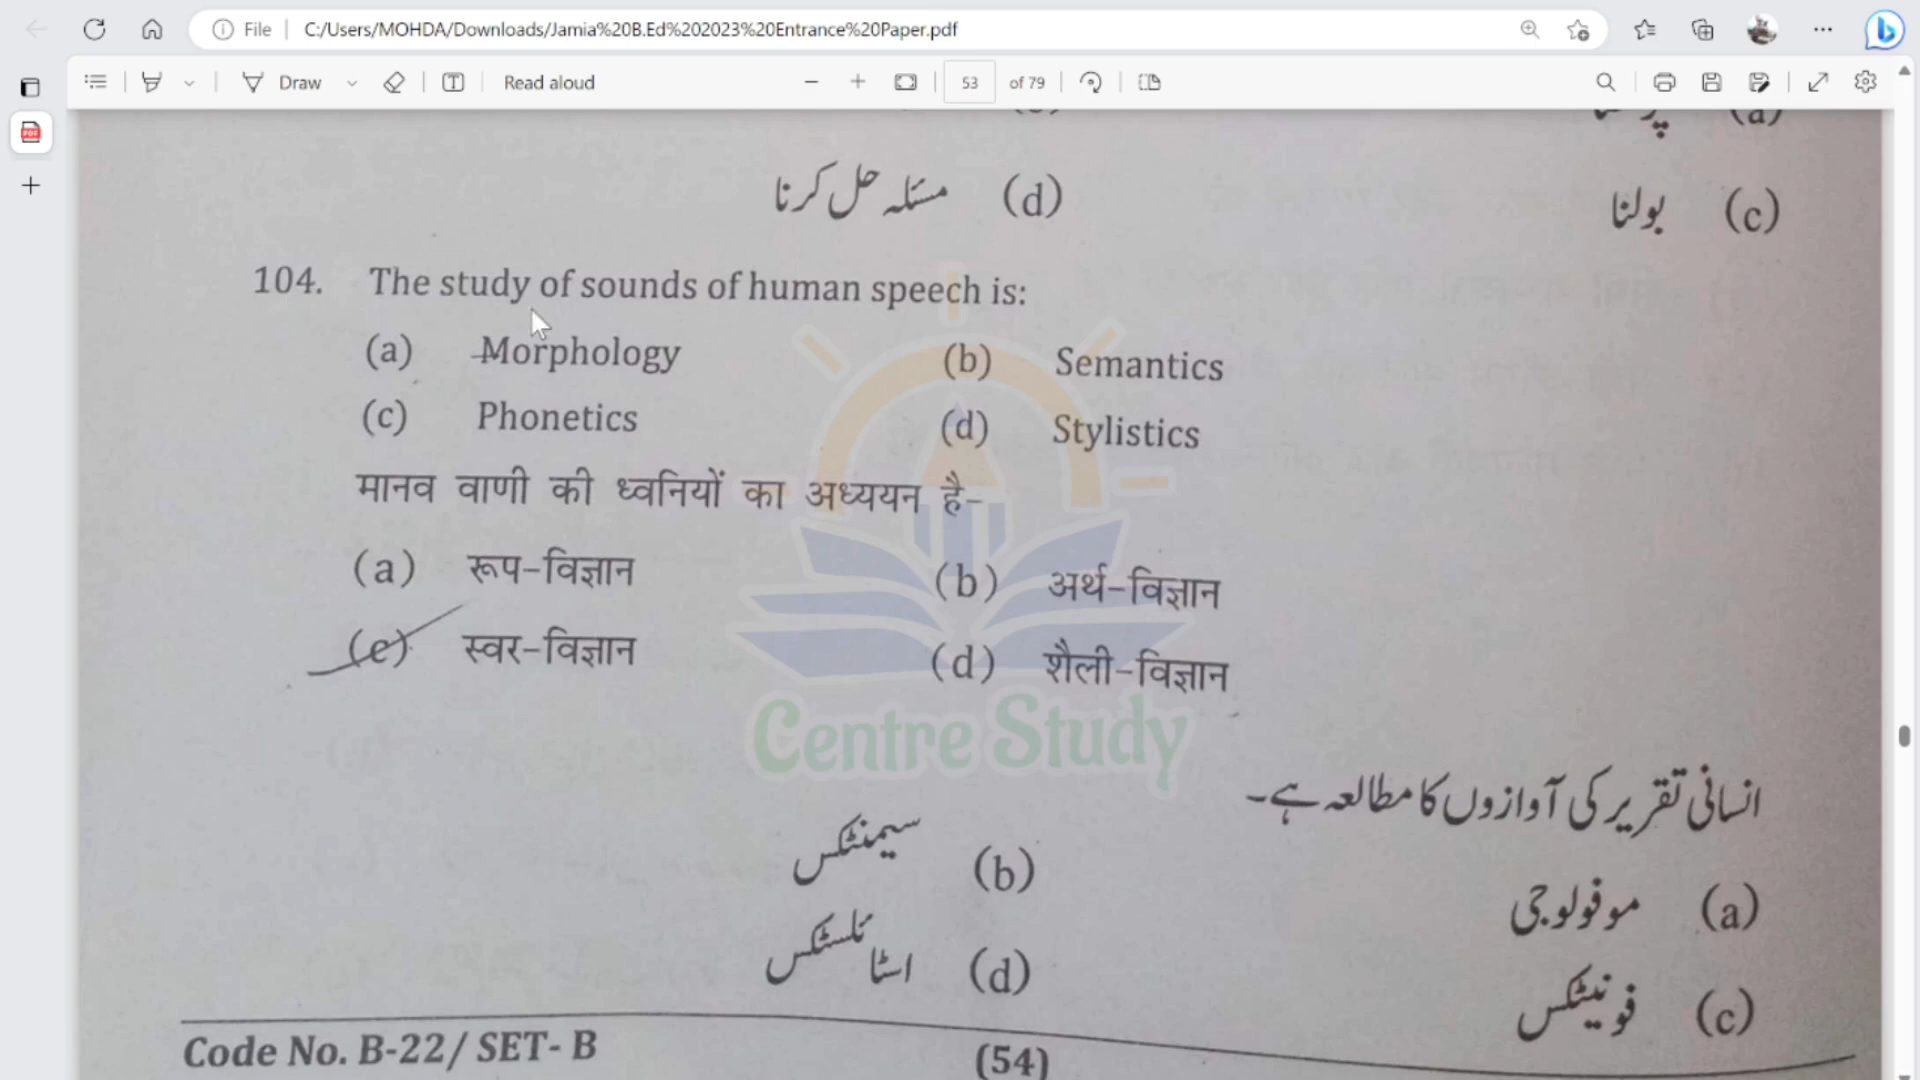 File C:/Users/MOHDA/Downloads/Jamia%20B.Ed%202023%20Entrance%20Paper.pdf
Draw Read aloud 53 of 79
(a)
(c) بولنا (d) مسئلہ حل کرنا
104. The study of sounds of human speech is:
(a) Morphology (b) Semantics
(c) Phonetics (d) Stylistics
मानव वाणी की ध्वनियों का अध्ययन है-
(a) रूप-विज्ञान (b) अर्थ-विज्ञान
(c) स्वर-विज्ञान (d) शैली-विज्ञान
Centre Study
انسانی تقریر کی آوازوں کا مطالعہ ہے۔
(a) موفولوجی (b) سیمنٹکس
(c) فونیٹکس (d) اسٹائلسٹکس
Code No. B-22/ SET- B (54)